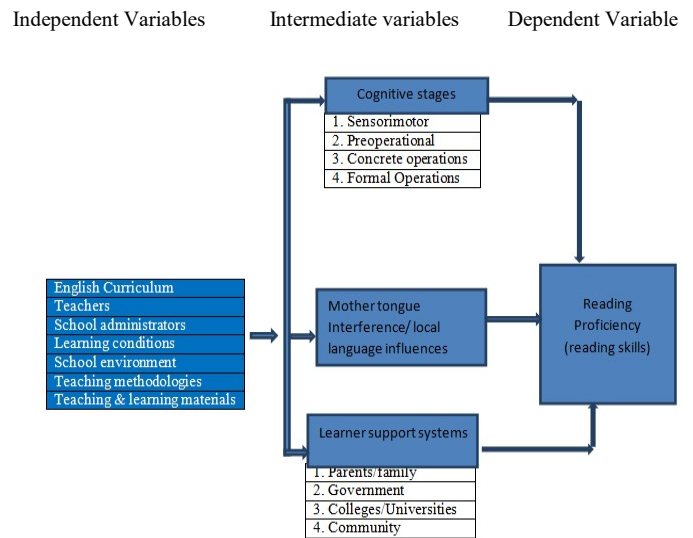 Independent Variables
Intermediate variables
Dependent Variable
Cognitive stages
1. Sensorimotor
2. Preoperational
3. Concrete operations
4. Formal Operations
English Curriculum
Teachers
School administrators
Learning conditions
School environment
Teaching methodologies
Teaching & learning materials
Mother tongue
Interference/ local
language influences
Reading
Proficiency
(reading skills)
Learner support systems
1. Parents/family
2. Government
3. Colleges/Universities
4. Community